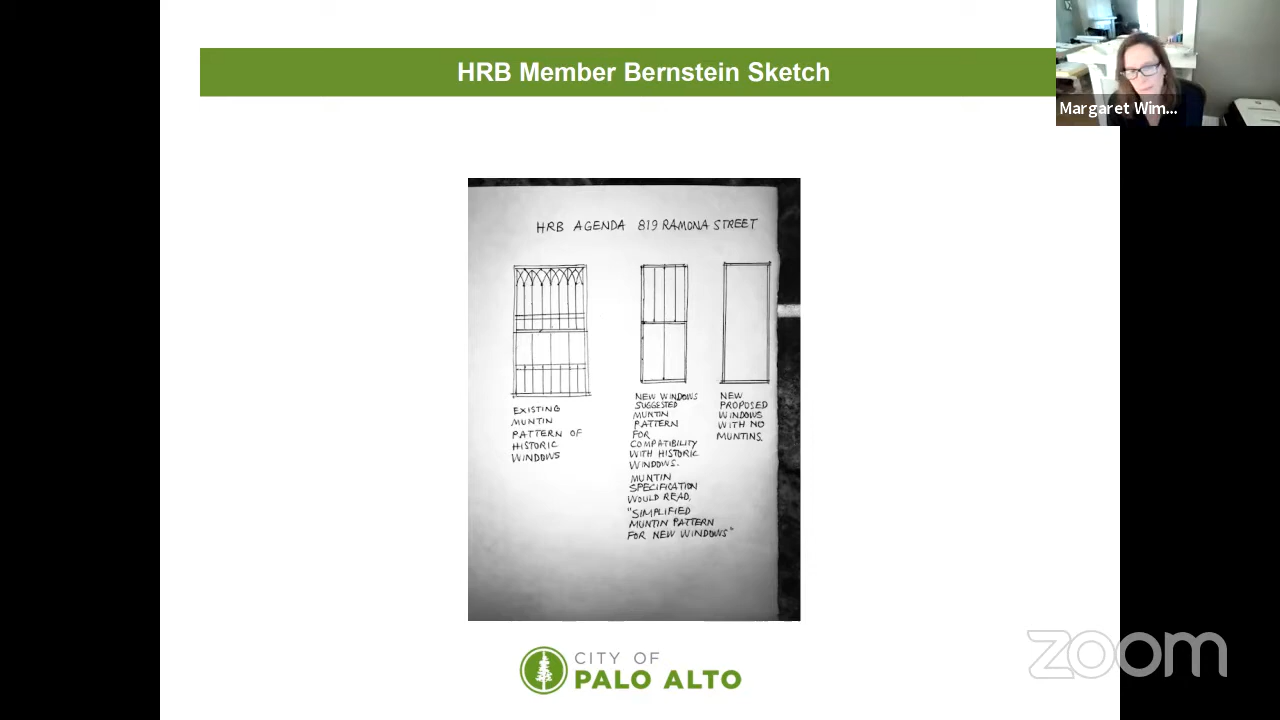 HRB Member Bernstein Sketch
Margaret Wim...
HRB AGENDA 819 RAMONA STREET
EXISTING
MUNTIN
PATTERN OF
HISTORIC
WINDOWS
NEW WINDOWS
SUGGESTED
MUNTIN
PATTERN
FOR
COMPATIBILITY
WITH HISTORIC
WINDOWS.
MUNTIN
SPECIFICATION
WOULD READ,
"SIMPLIFIED
MUNTIN PATTERN
FOR NEW WINDOWS"
NEW
PROPOSED
WINDOWS
WITH NO
MUNTINS.
CITY OF
PALO ALTO
zoom